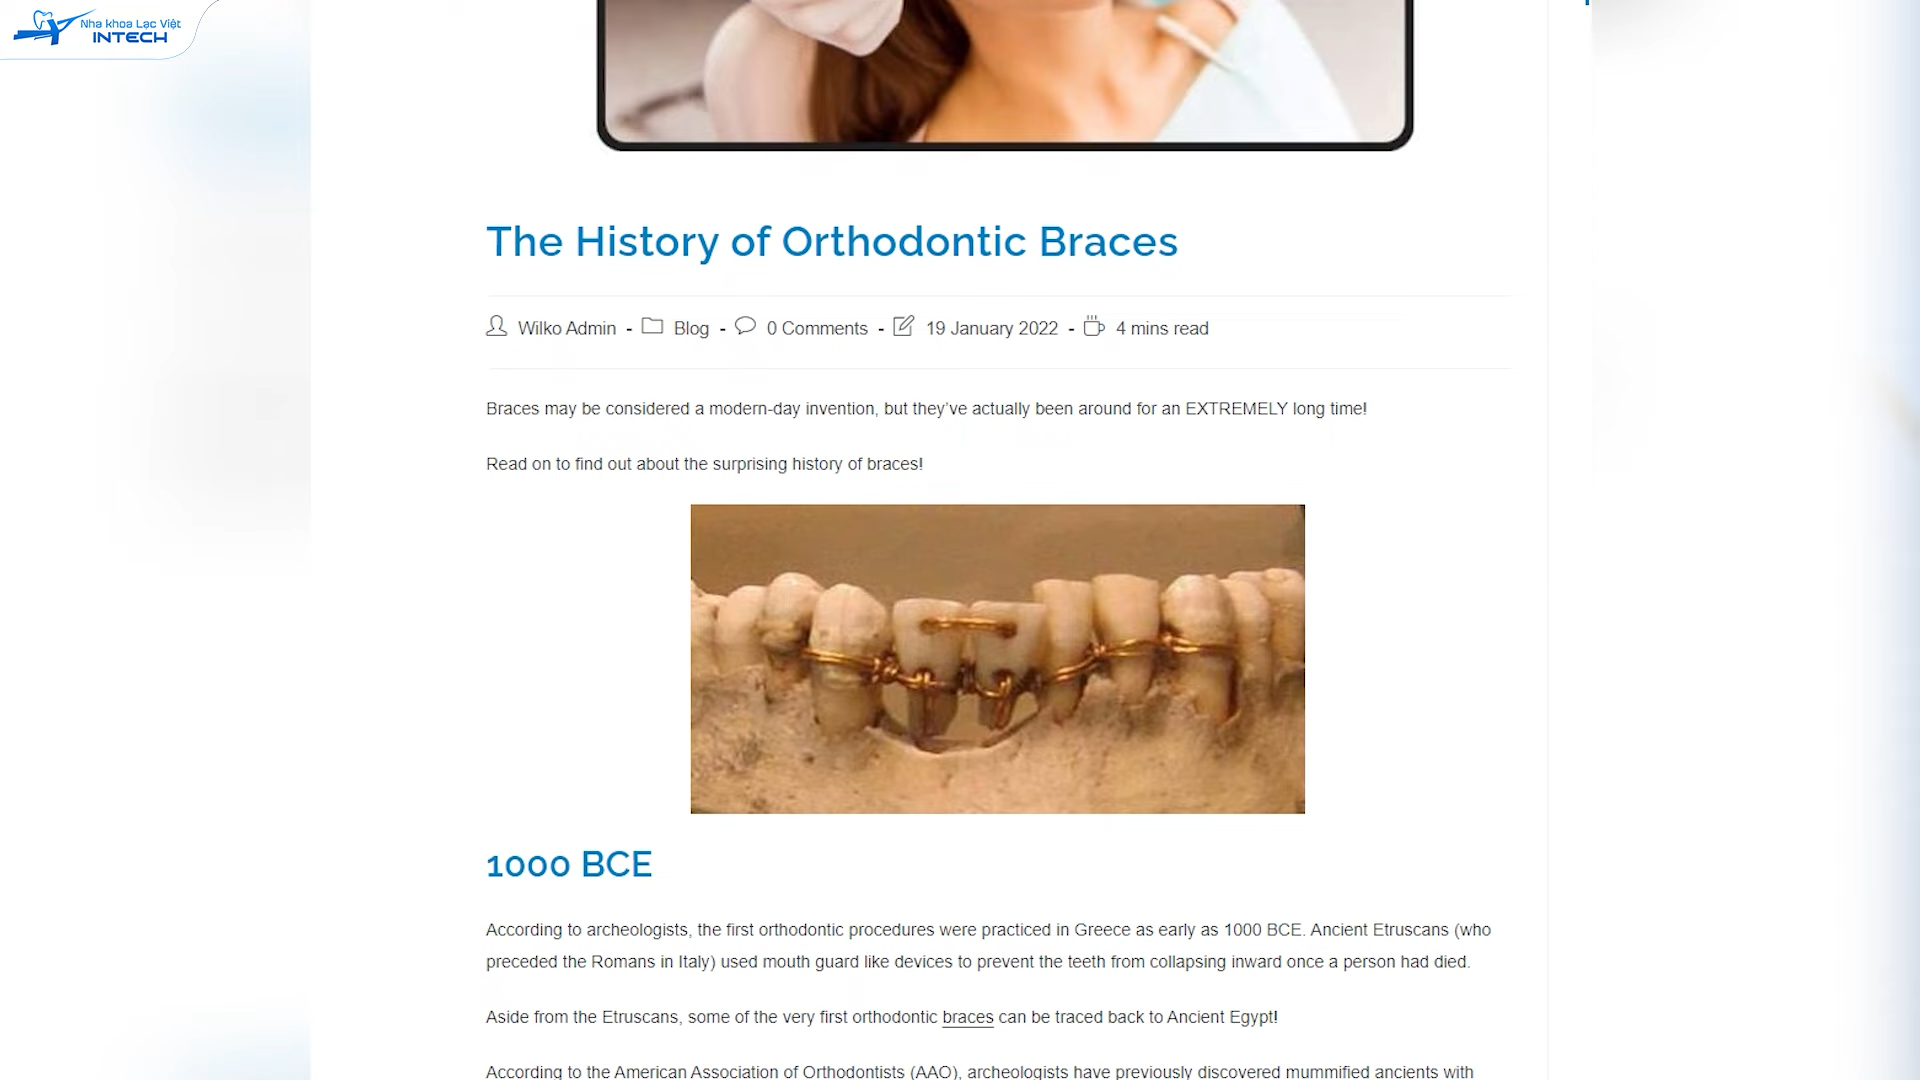 Nha khoa Lạc Việt
INTECH
The History of Orthodontic Braces
Wilko Admin - Blog - 0 Comments - 19 January 2022 - 4 mins read
Braces may be considered a modern-day invention, but they’ve actually been around for an EXTREMELY long time!
Read on to find out about the surprising history of braces!
1000 BCE
According to archeologists, the first orthodontic procedures were practiced in Greece as early as 1000 BCE. Ancient Etruscans (who
preceded the Romans in Italy) used mouth guard like devices to prevent the teeth from collapsing inward once a person had died.
Aside from the Etruscans, some of the very first orthodontic braces can be traced back to Ancient Egypt!
According to the American Association of Orthodontists (AAO), archeologists have previously discovered mummified ancients with